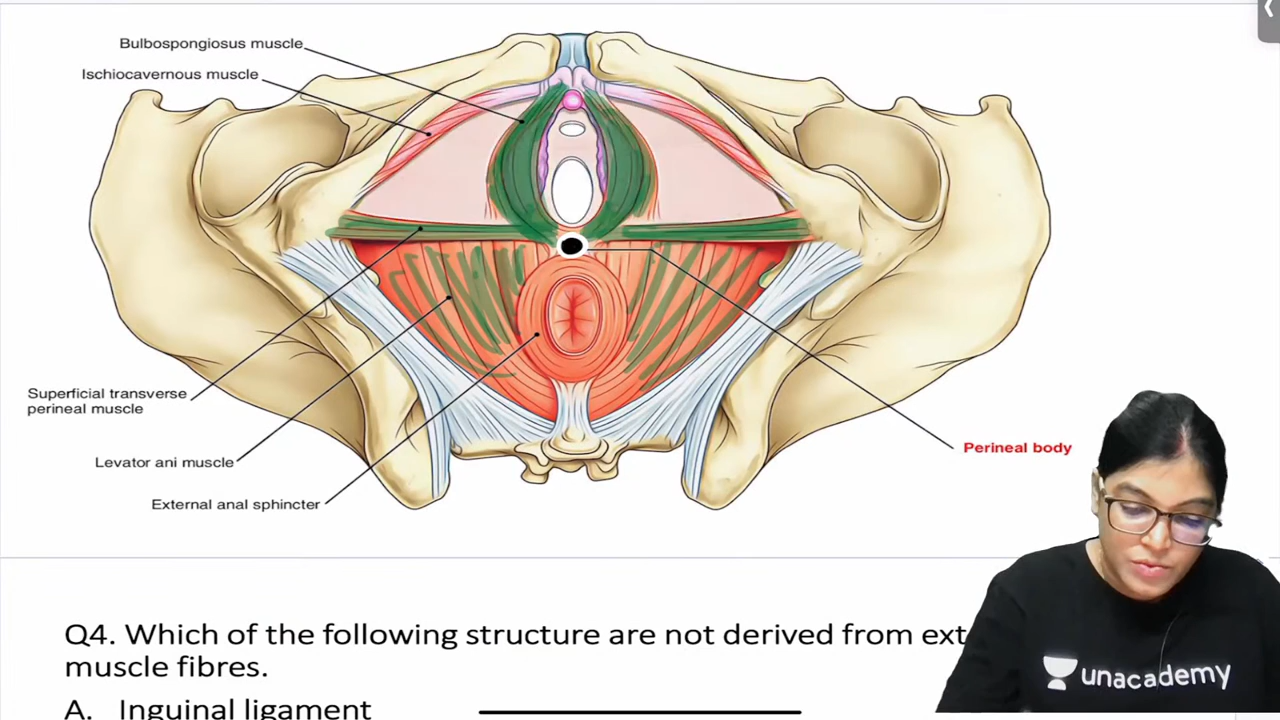 Bulbospongiosus muscle
Ischiocavernous muscle
Superficial transverse
perineal muscle
Levator ani muscle
External anal sphincter
Perineal body
Q4. Which of the following structure are not derived from ext
muscle fibres.
A. Inguinal ligament
unacademy